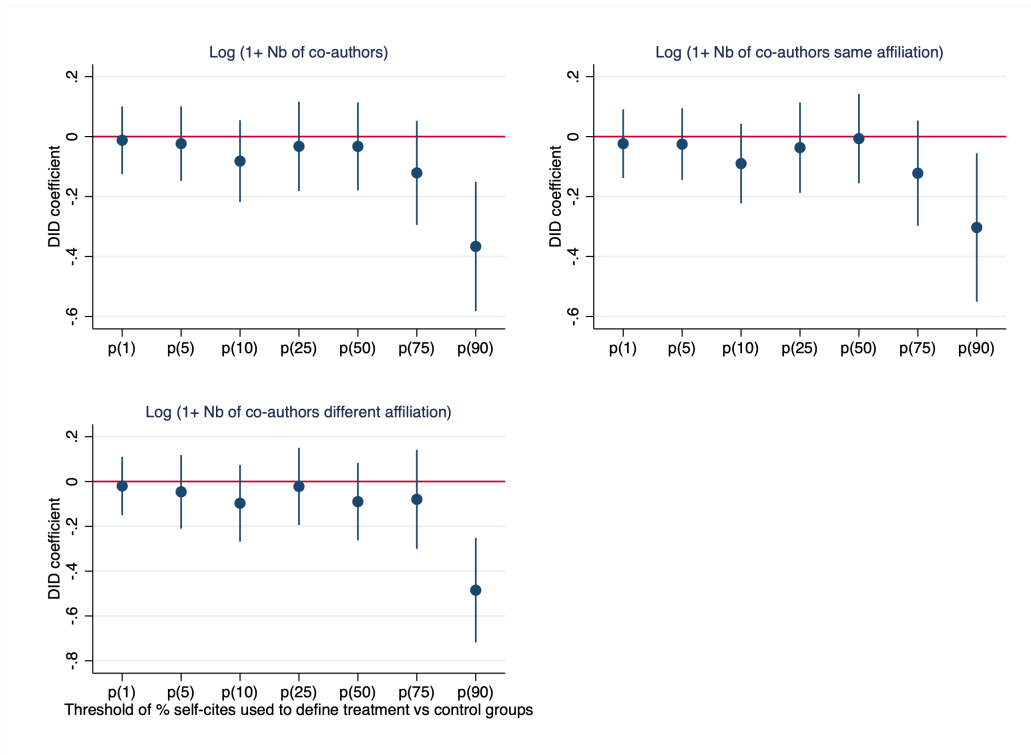 Log (1+ Nb of co-authors)
DID coefficient
.2
0
-.2
-.4
-.6
p(1) p(5) p(10) p(25) p(50) p(75) p(90)
Log (1+ Nb of co-authors same affiliation)
DID coefficient
.2
0
-.2
-.4
-.6
p(1) p(5) p(10) p(25) p(50) p(75) p(90)
Log (1+ Nb of co-authors different affiliation)
DID coefficient
.2
0
-.2
-.4
-.6
-.8
p(1) p(5) p(10) p(25) p(50) p(75) p(90)
Threshold of % self-cites used to define treatment vs control groups